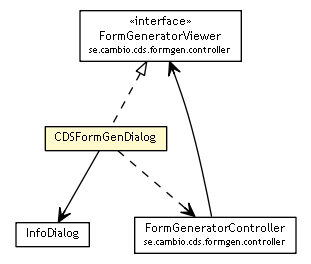 «interface»
FormGeneratorViewer
se.cambio.cds.formgen.controller
CDSFormGenDialog
InfoDialog
FormGeneratorController
se.cambio.cds.formgen.controller